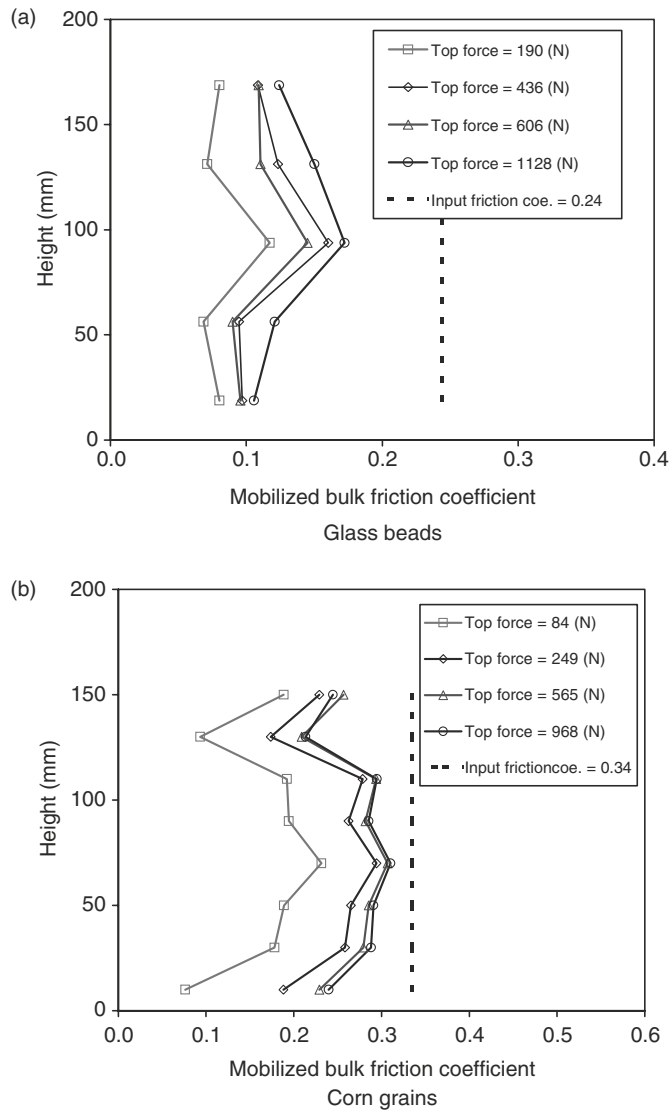 (a)
200
150
100
50
0
Height (mm)
Top force = 190 (N)
Top force = 436 (N)
Top force = 606 (N)
Top force = 1128 (N)
Input friction coe. = 0.24
0.0 0.1 0.2 0.3 0.4
Mobilized bulk friction coefficient
Glass beads
(b)
200
150
100
50
0
Height (mm)
Top force = 84 (N)
Top force = 249 (N)
Top force = 565 (N)
Top force = 968 (N)
Input frictioncoe. = 0.34
0.0 0.1 0.2 0.3 0.4 0.5 0.6
Mobilized bulk friction coefficient
Corn grains